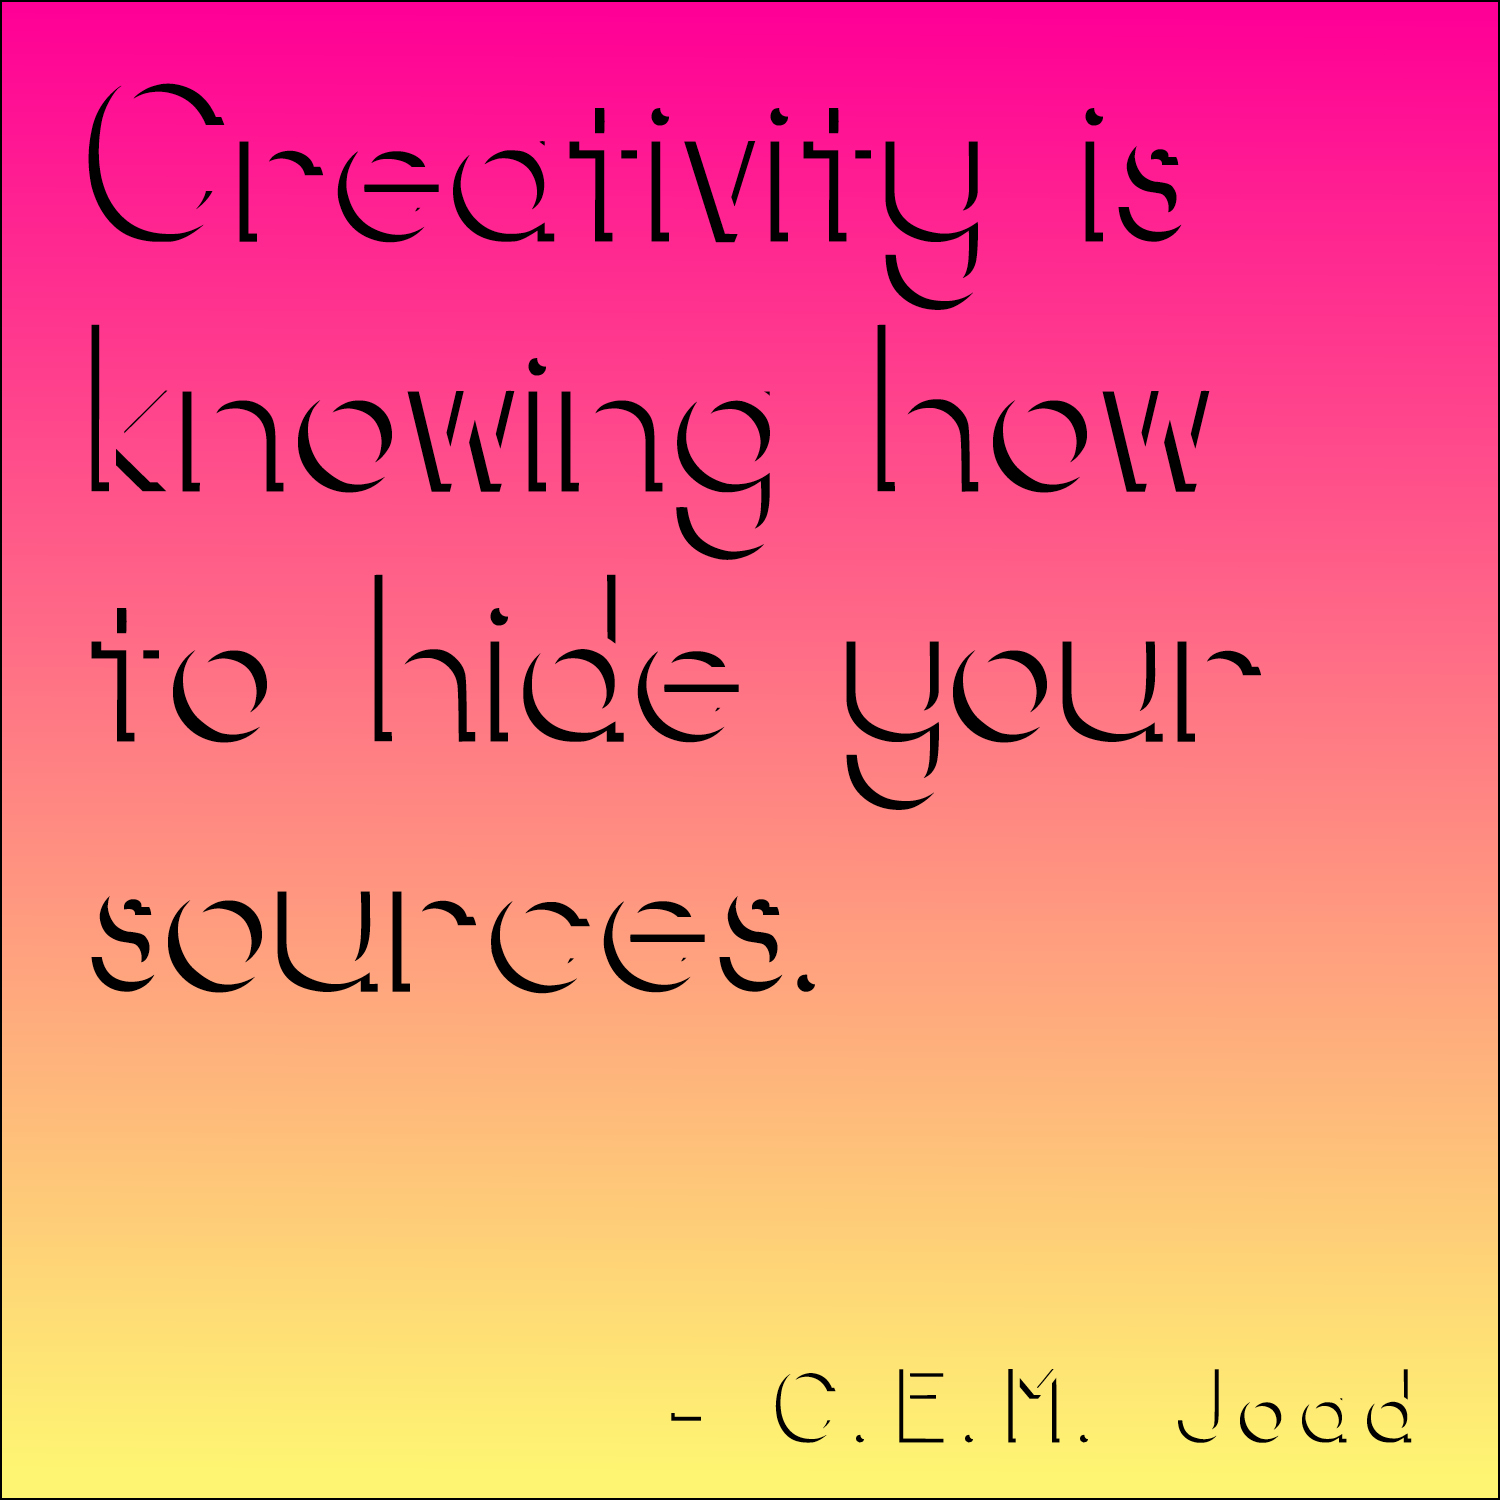 Creativity is
knowing how
to hide your
sources.
- C.E.M. Joad